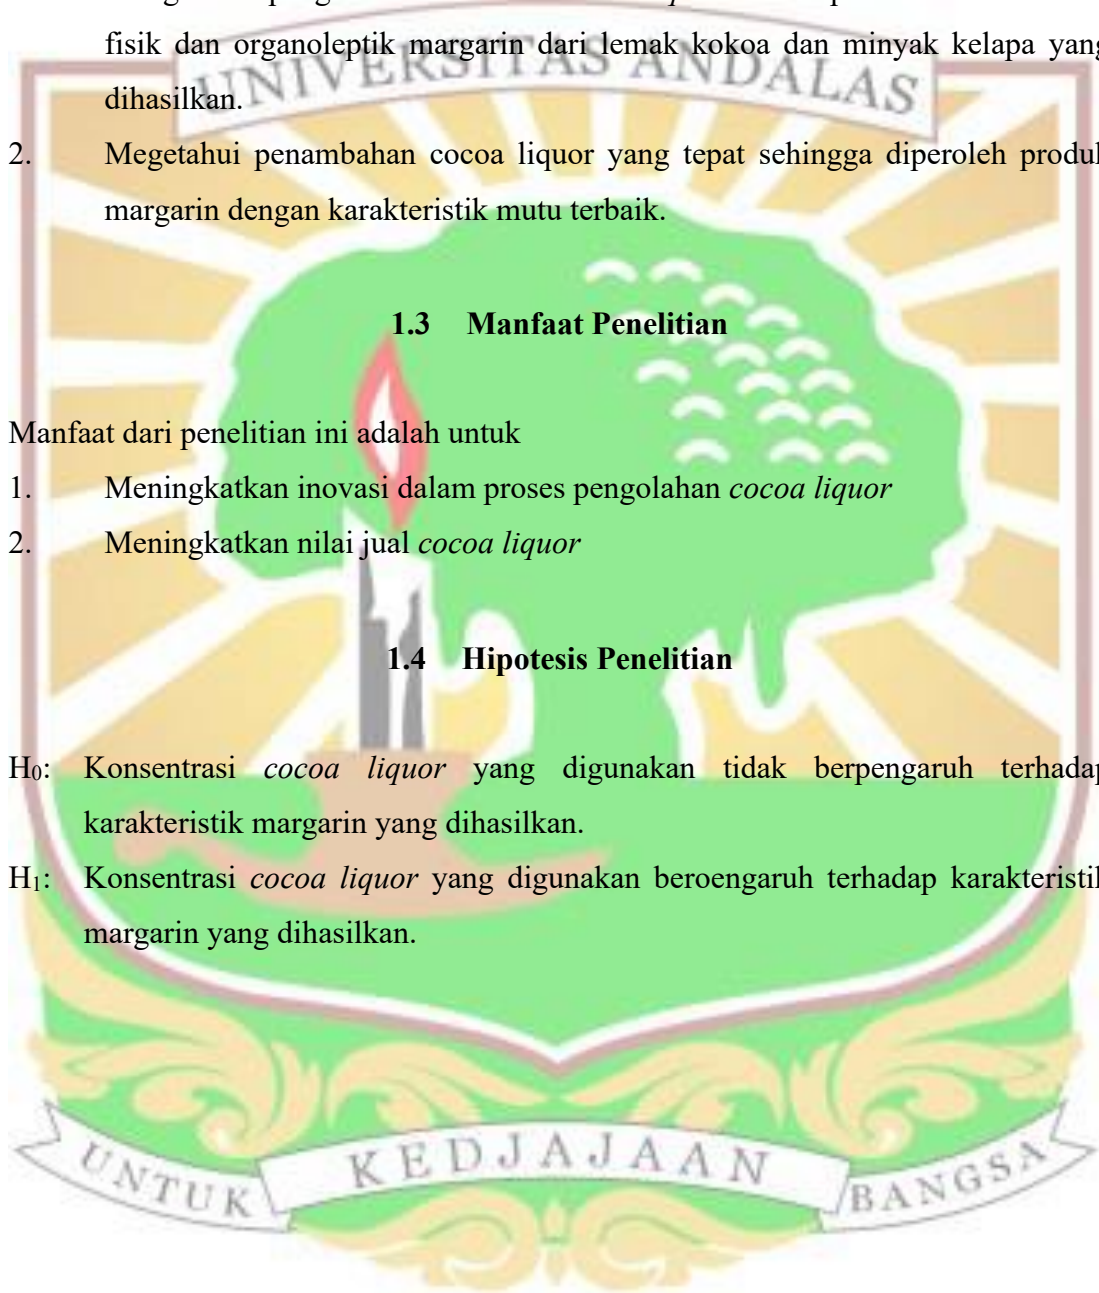 fisik dan organoleptik margarin dari lemak kokoa dan minyak kelapa yang
dihasilkan.
2. Megetahui penambahan cocoa liquor yang tepat sehingga diperoleh produk
margarin dengan karakteristik mutu terbaik.
1.3 Manfaat Penelitian
Manfaat dari penelitian ini adalah untuk
1. Meningkatkan inovasi dalam proses pengolahan cocoa liquor
2. Meningkatkan nilai jual cocoa liquor
1.4 Hipotesis Penelitian
H₀: Konsentrasi cocoa liquor yang digunakan tidak berpengaruh terhadap
karakteristik margarin yang dihasilkan.
H₁: Konsentrasi cocoa liquor yang digunakan beroengaruh terhadap karakteristik
margarin yang dihasilkan.
UNIVERSITAS ANDALAS
UNTUK KEDJAJAAN BANGSA